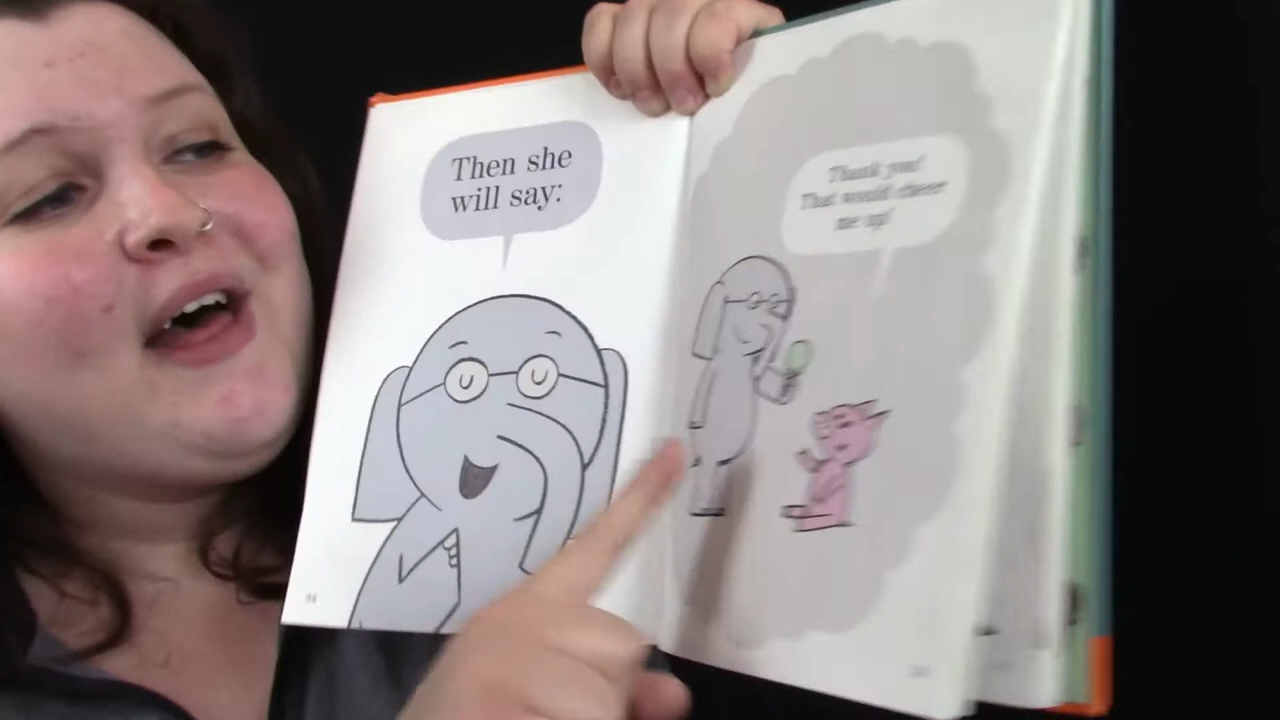 Then she
will say:
Thank you!
That would cheer
me up!